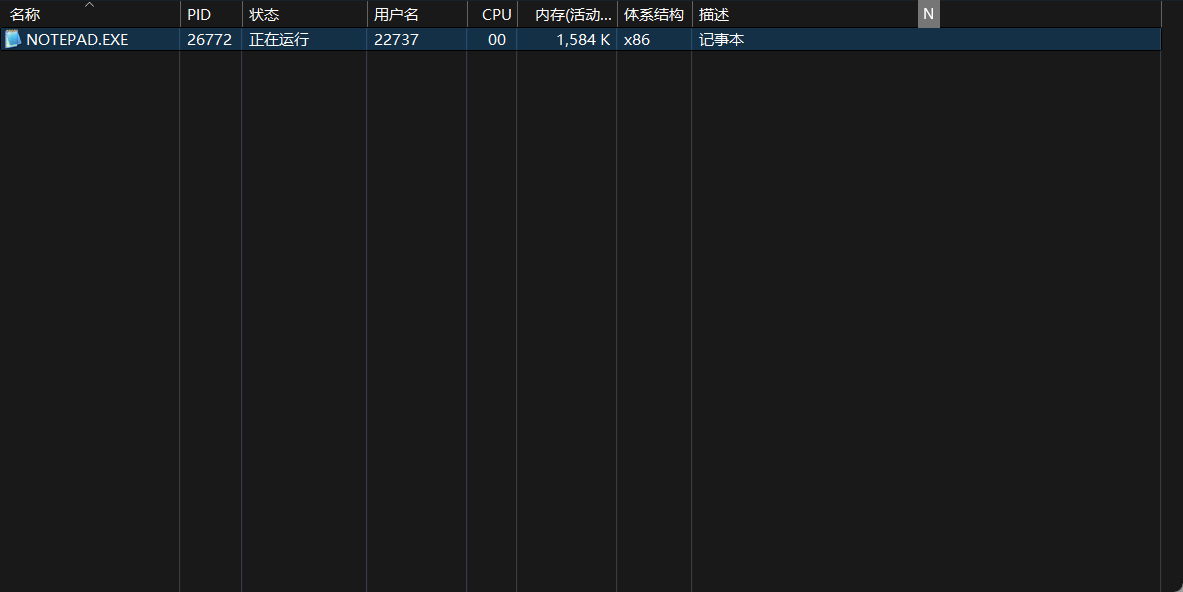 名称 PID 状态 用户名 CPU 内存(活动... 体系结构 描述 N
NOTEPAD.EXE 26772 正在运行 22737 00 1,584 K x86 记事本